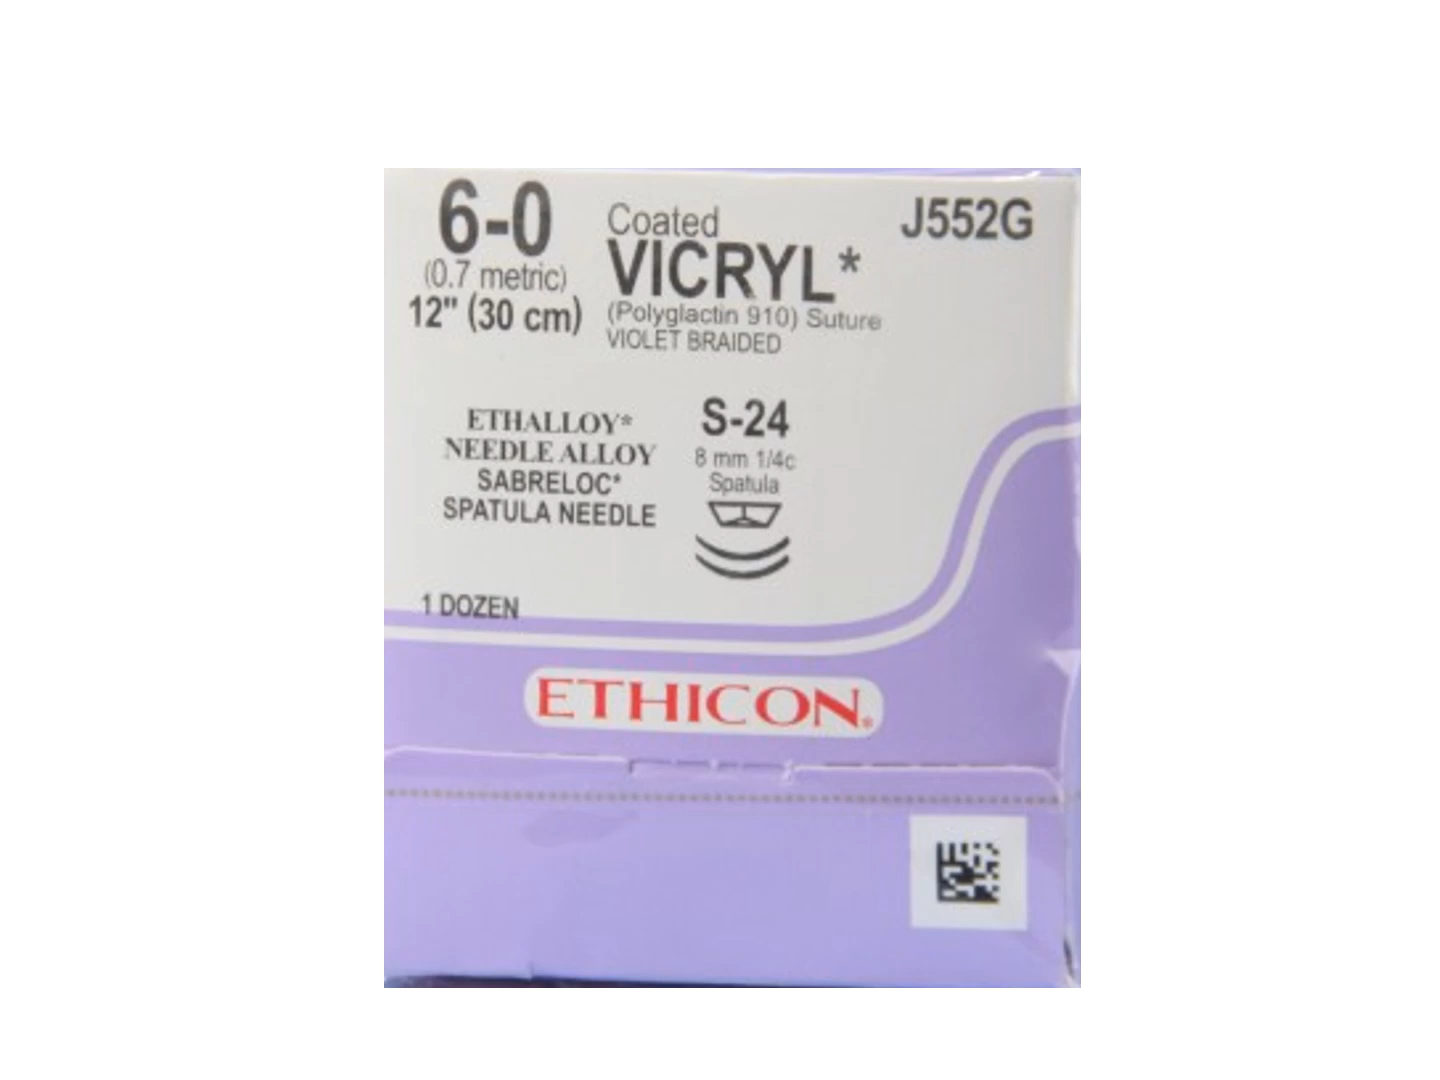 6-0
(0.7 metric)
12" (30 cm)
Coated
VICRYL*
(Polyglactin 910) Suture
VIOLET BRAIDED
J552G
ETHALLOY*
NEEDLE ALLOY
SABRELOC*
SPATULA NEEDLE
S-24
8 mm 1/4c
Spatula
1 DOZEN
ETHICON